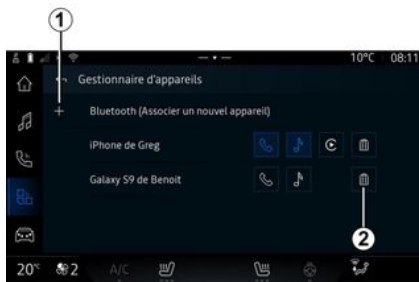 1
10°C 08:11
Gestionnaire d'appareils
Bluetooth (Associer un nouvel appareil)
iPhone de Greg
Galaxy S9 de Benoit
2
20° 2 A/C